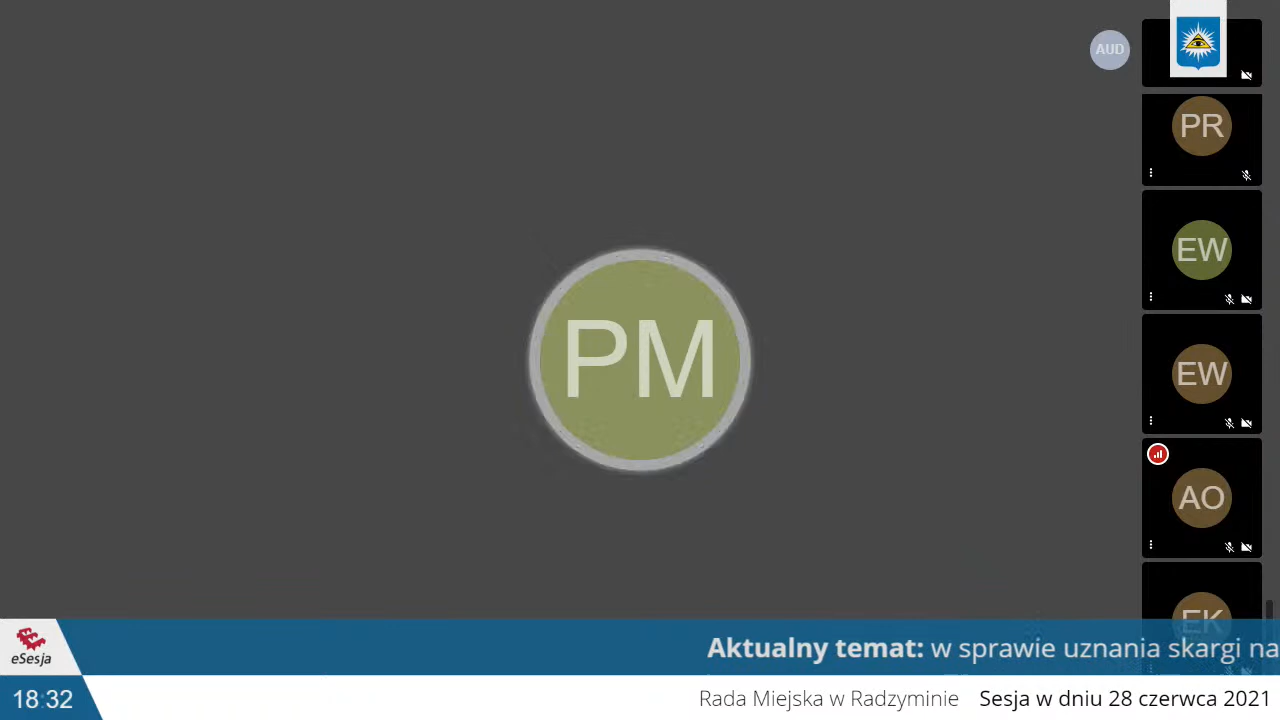 AUD
PR
EW
EW
PM
AO
EK
Aktualny temat: w sprawie uznania skargi na
eSesja
18:32
Rada Miejska w Radzyminie Sesja w dniu 28 czerwca 2021